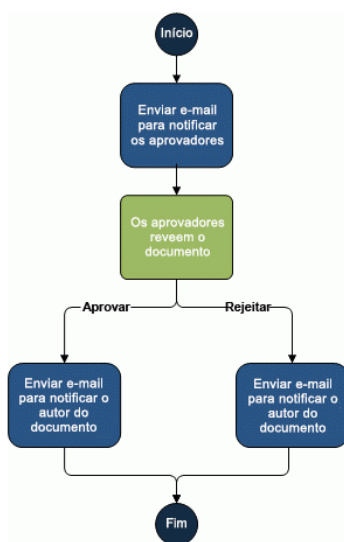 Início
Enviar e-mail
para notificar
os aprovadores
Os aprovadores
reveem o
documento
Aprovar
Rejeitar
Enviar e-mail
para notificar o
autor do
documento
Enviar e-mail
para notificar o
autor do
documento
Fim